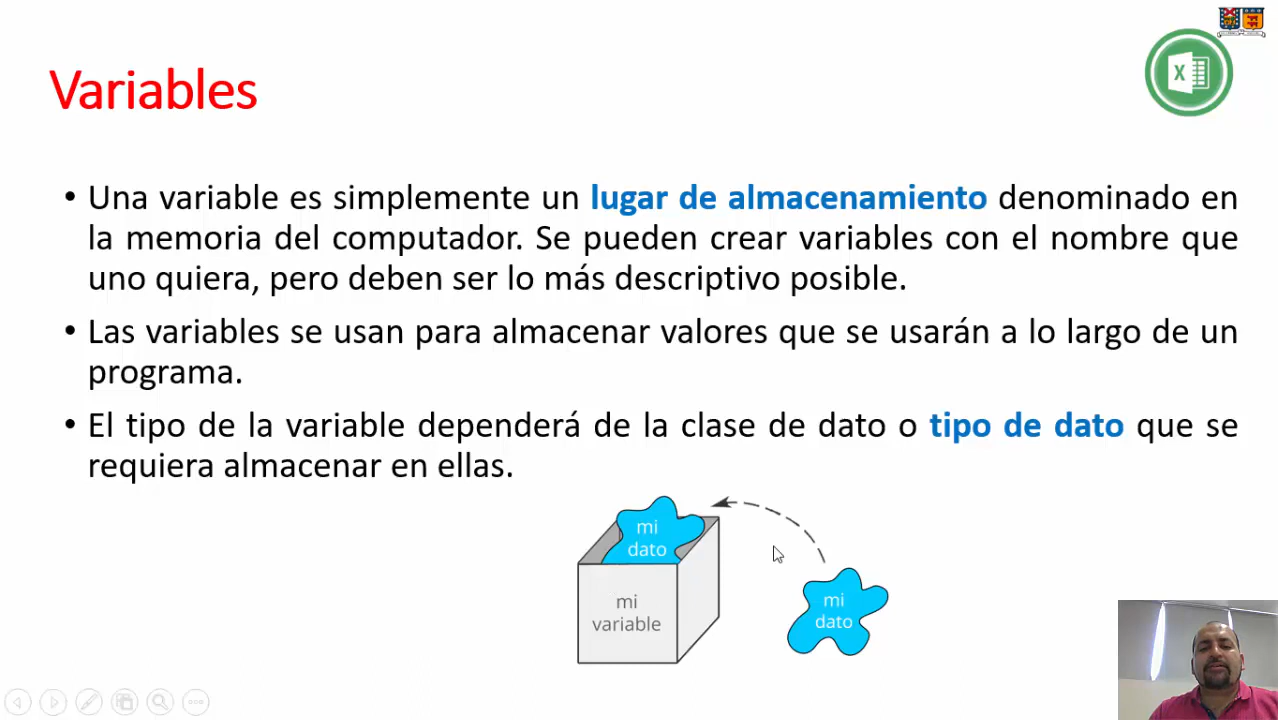 Variables
• Una variable es simplemente un lugar de almacenamiento denominado en
la memoria del computador. Se pueden crear variables con el nombre que
uno quiera, pero deben ser lo más descriptivo posible.
• Las variables se usan para almacenar valores que se usarán a lo largo de un
programa.
• El tipo de la variable dependerá de la clase de dato o tipo de dato que se
requiera almacenar en ellas.
mi
dato
mi
variable
mi
dato
X